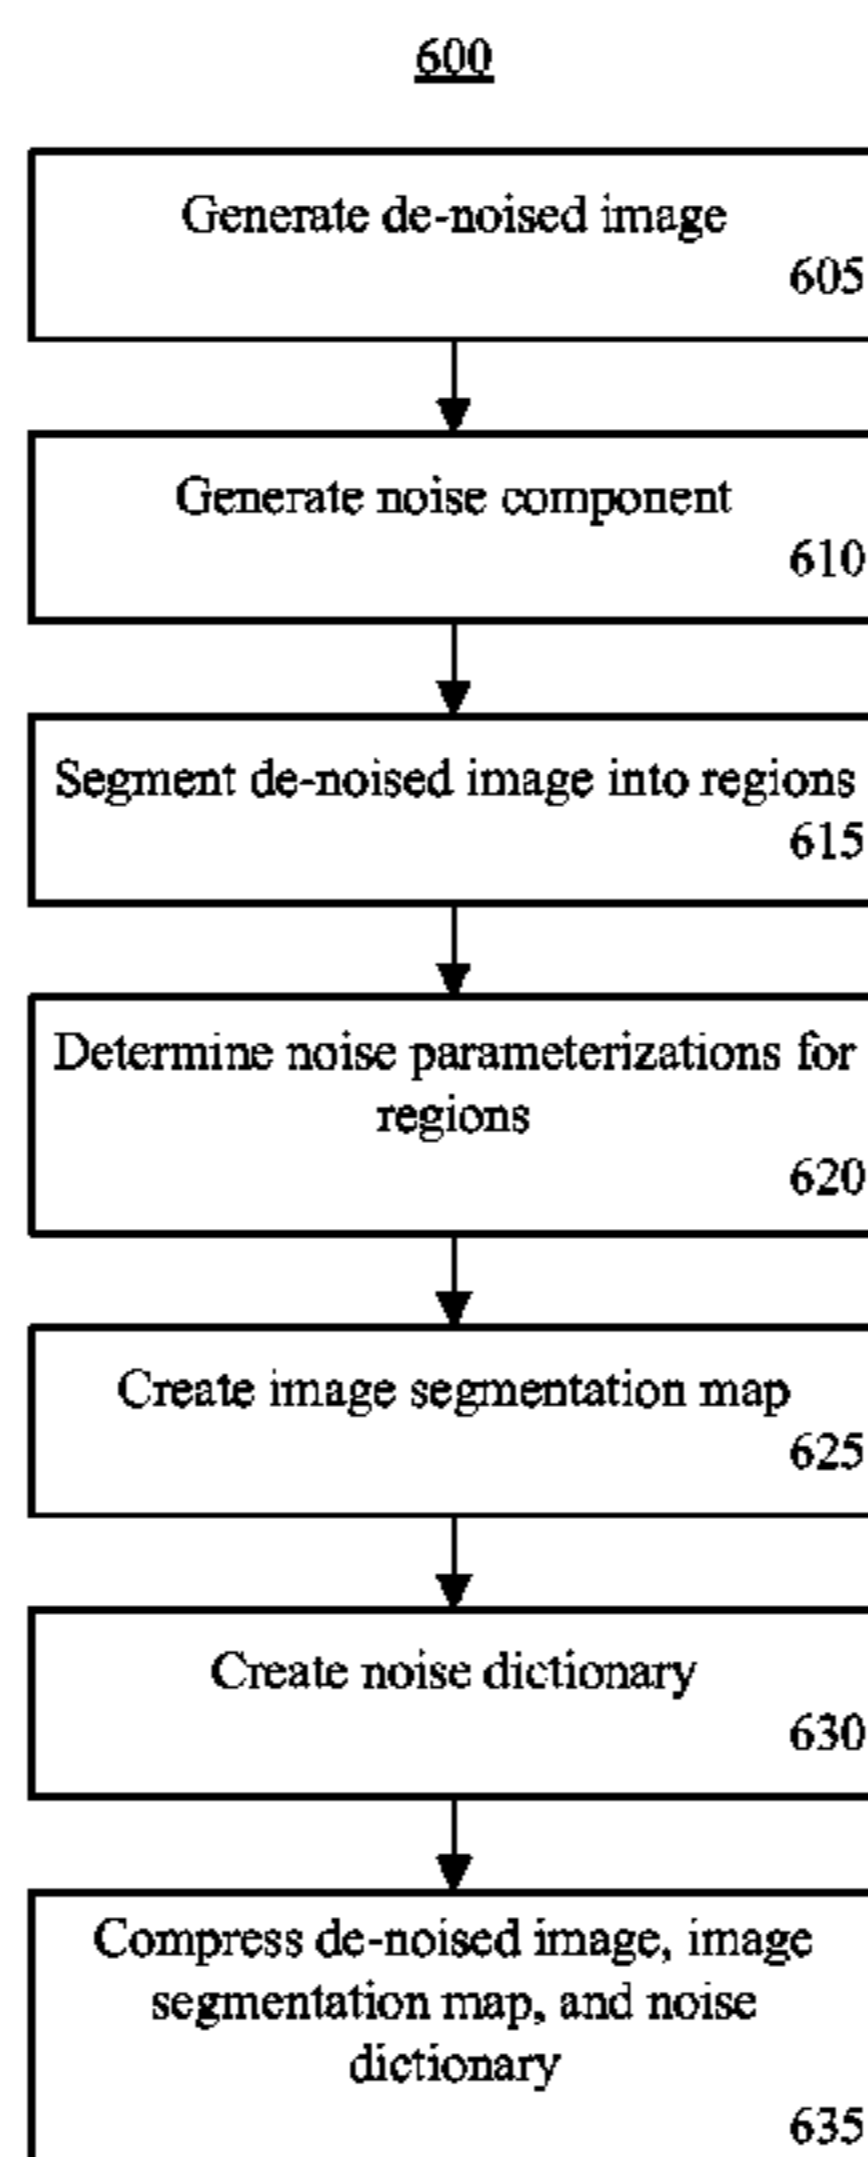 600
Generate de-noised image
605
Generate noise component
610
Segment de-noised image into regions
615
Determine noise parameterizations for
regions
620
Create image segmentation map
625
Create noise dictionary
630
Compress de-noised image, image
segmentation map, and noise
dictionary
635